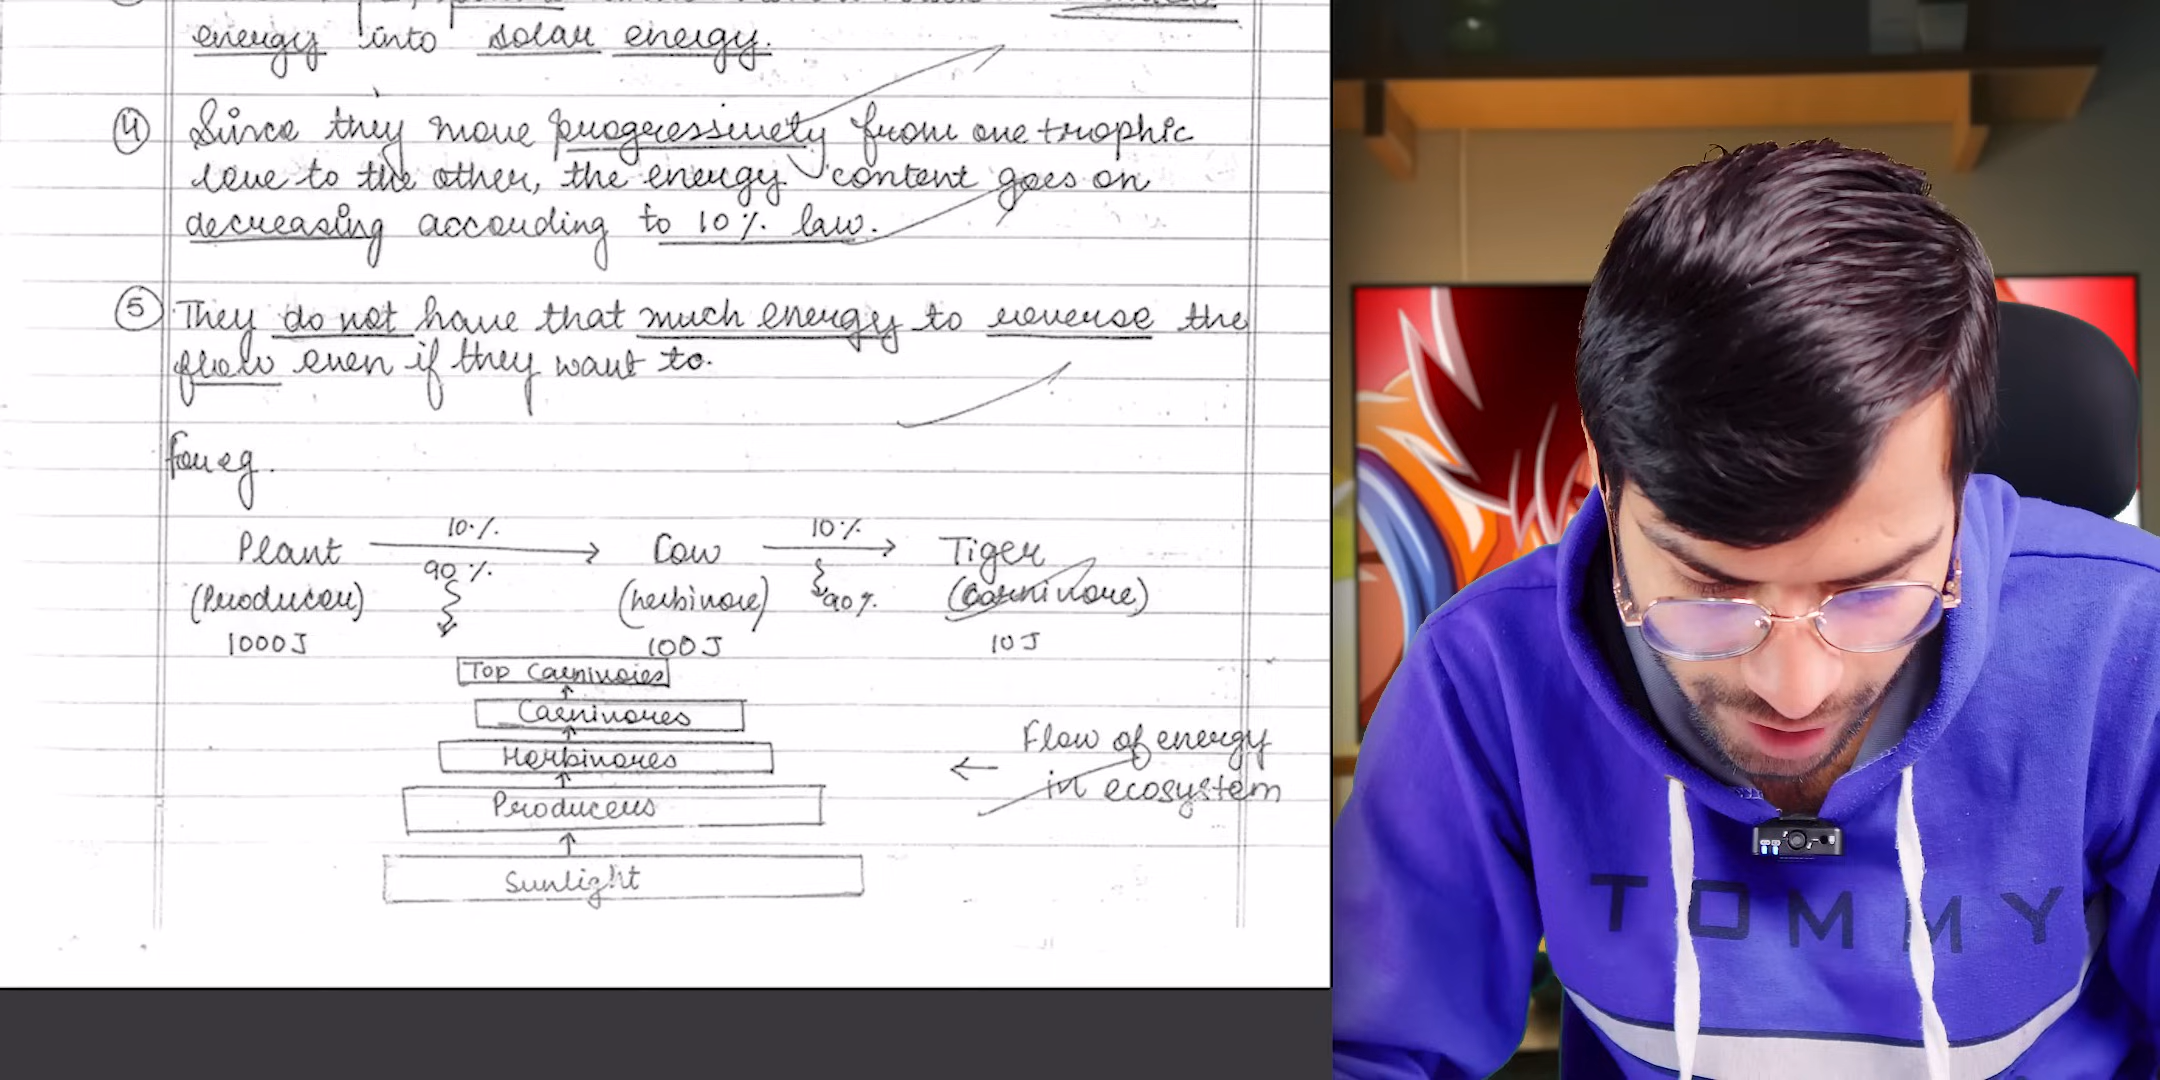 energy into solar energy.
④ Since they move progressively from one trophic
leve to the other, the energy content goes on
decreasing according to 10% law.
⑤ They do not have that much energy to reverse the
flow even if they want to.
for eg.
Plant 10% Cow 10% Tiger
90%
(Producer) (herbivore) 90% (Carnivore)
1000J 100J 10J
Top Carnivores
Carnivores
Herbivores
Producers
Sunlight
Flow of energy
in ecosystem
TOMMY